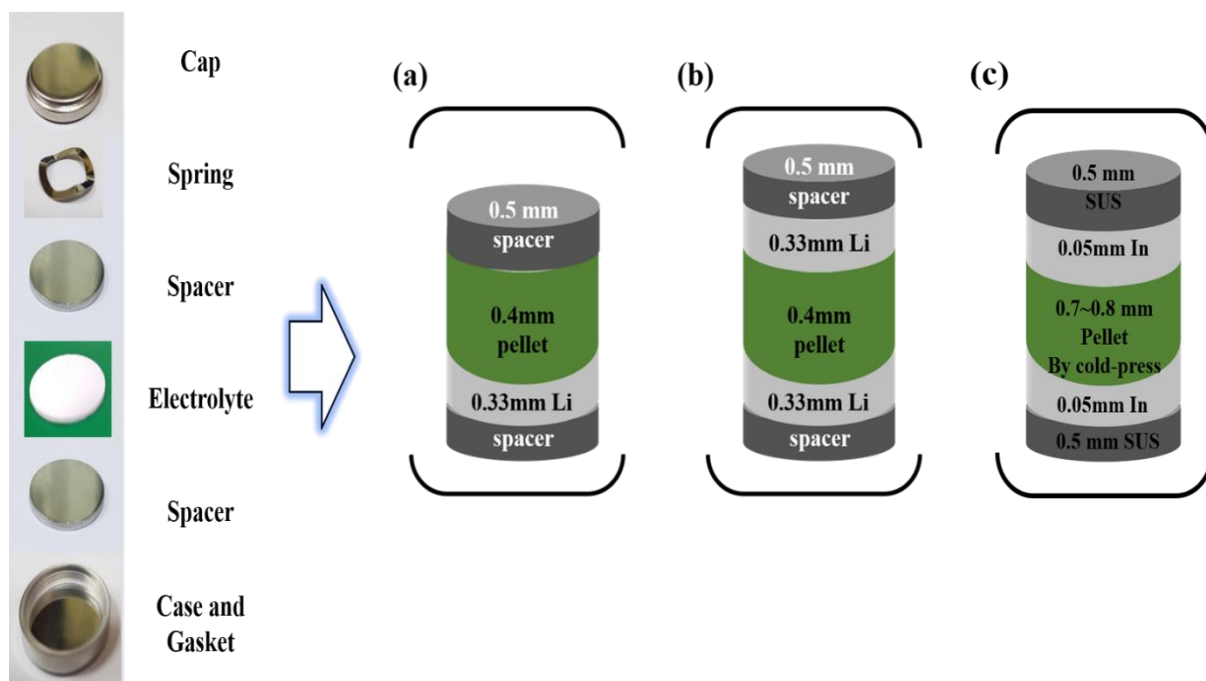 Cap
Spring
Spacer
Electrolyte
Spacer
Case and
Gasket
(a)
0.5 mm
spacer
0.4mm
pellet
0.33mm Li
spacer
(b)
0.5 mm
spacer
0.33mm Li
0.4mm
pellet
0.33mm Li
spacer
(c)
0.5 mm
SUS
0.05mm In
0.7~0.8 mm
Pellet
By cold-press
0.05mm In
0.5 mm SUS